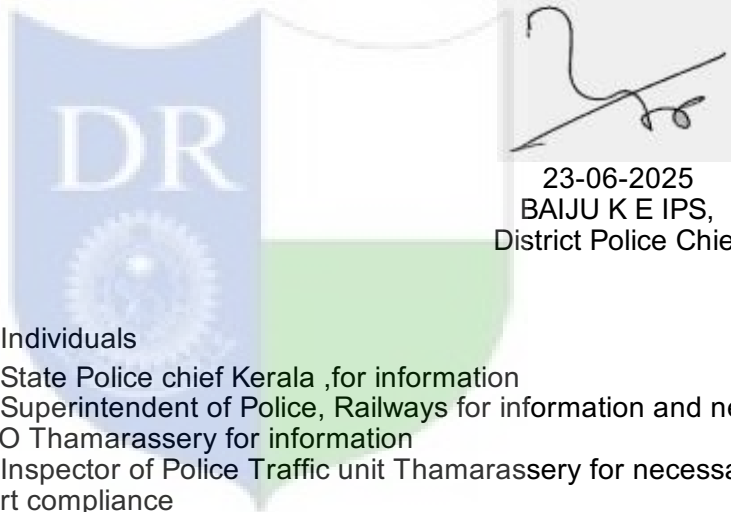 DR
23-06-2025
BAIJU K E IPS,
District Police Chie
Individuals
State Police chief Kerala ,for information
Superintendent of Police, Railways for information and ne
O Thamarassery for information
Inspector of Police Traffic unit Thamarassery for necessa
rt compliance